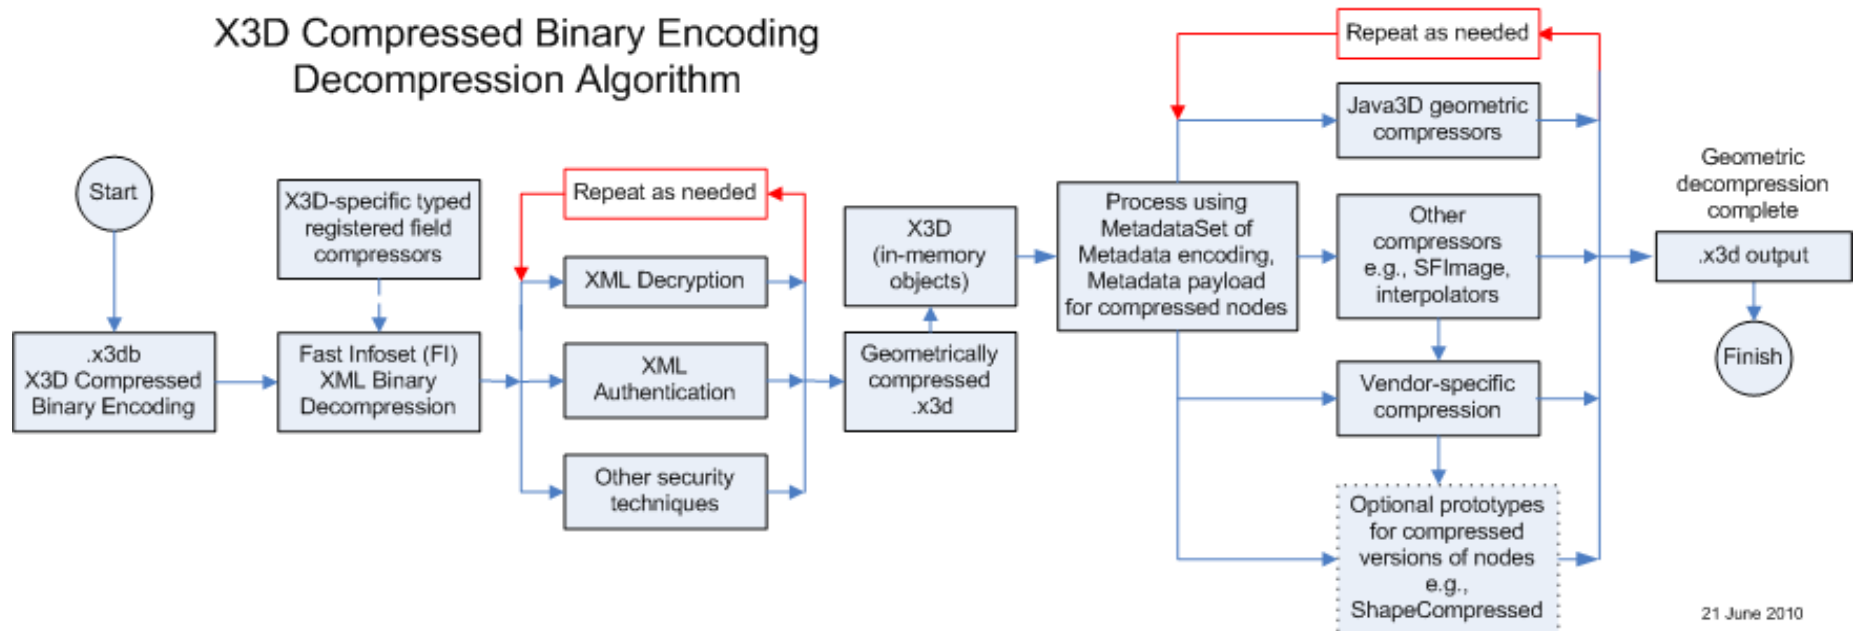 X3D Compressed Binary Encoding
Decompression Algorithm
Start
.x3db
X3D Compressed
Binary Encoding
X3D-specific typed
registered field
compressors
Fast Infoset (FI)
XML Binary
Decompression
Repeat as needed
XML Decryption
XML
Authentication
Other security
techniques
X3D
(in-memory
objects)
Geometrically
compressed
.x3d
Process using
MetadataSet of
Metadata encoding,
Metadata payload
for compressed nodes
Repeat as needed
Java3D geometric
compressors
Other
compressors
e.g., SFImage,
interpolators
Vendor-specific
compression
Optional prototypes
for compressed
versions of nodes
e.g.,
ShapeCompressed
Geometric
decompression
complete
.x3d output
Finish
21 June 2010